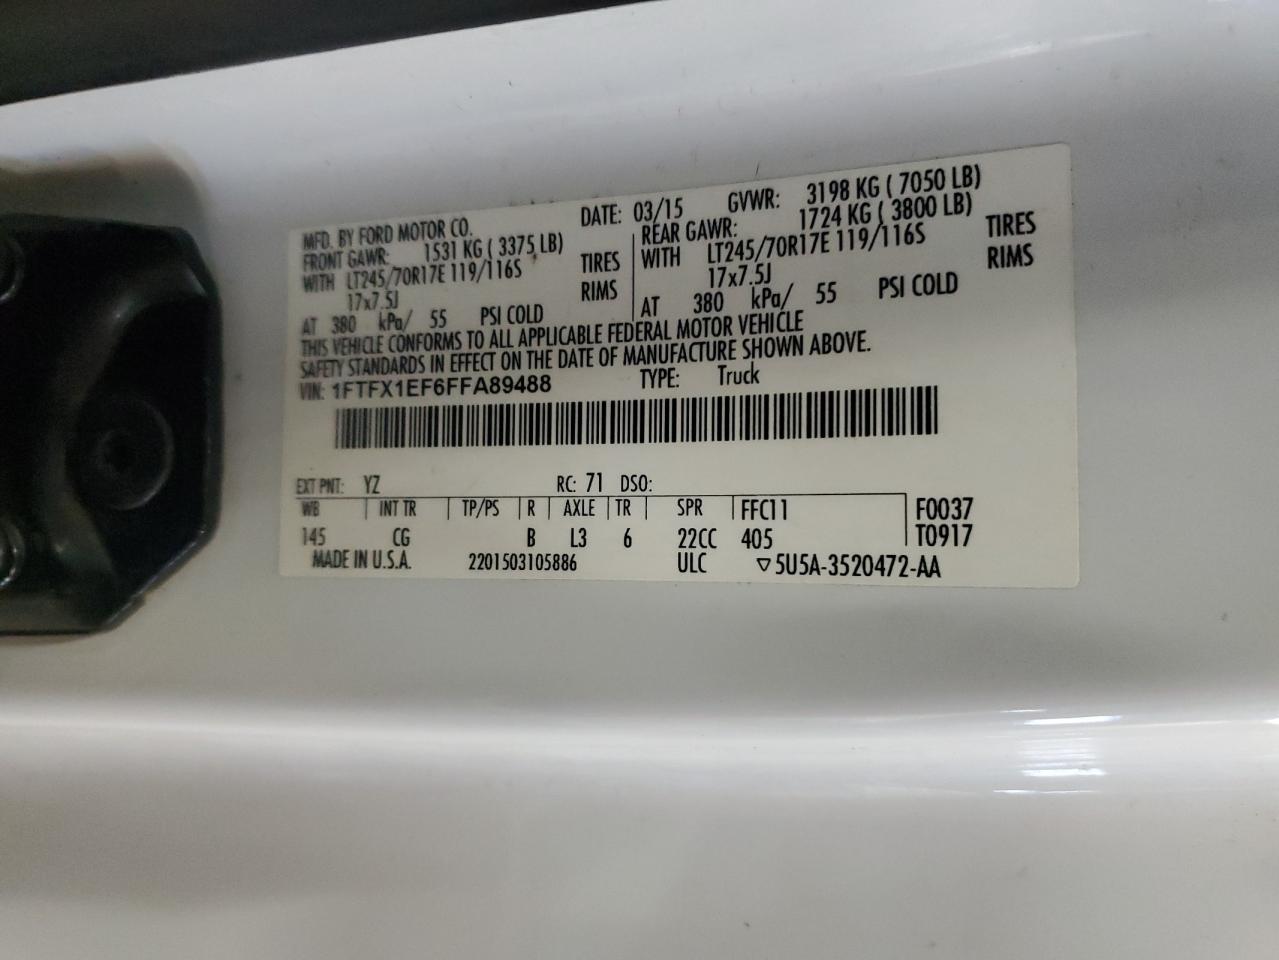 MFD. BY FORD MOTOR CO. DATE: 03/15 GVWR: 3198 KG ( 7050 LB)
FRONT GAWR: 1531 KG ( 3375 LB) REAR GAWR: 1724 KG ( 3800 LB)
WITH LT245/70R17E 119/116S TIRES WITH LT245/70R17E 119/116S TIRES
17x7.5J RIMS 17x7.5J RIMS
AT 380 kPa/ 55 PSI COLD AT 380 kPa/ 55 PSI COLD
THIS VEHICLE CONFORMS TO ALL APPLICABLE FEDERAL MOTOR VEHICLE
SAFETY STANDARDS IN EFFECT ON THE DATE OF MANUFACTURE SHOWN ABOVE.
VIN: 1FTFX1EF6FFA89488 TYPE: Truck
EXT PNT: YZ RC: 71 DSO:
WB INT TR TP/PS R AXLE TR SPR FFC11 F0037
145 CG B L3 6 22CC 405 T0917
MADE IN U.S.A. 2201503105886 ULC ▽5U5A-3520472-AA